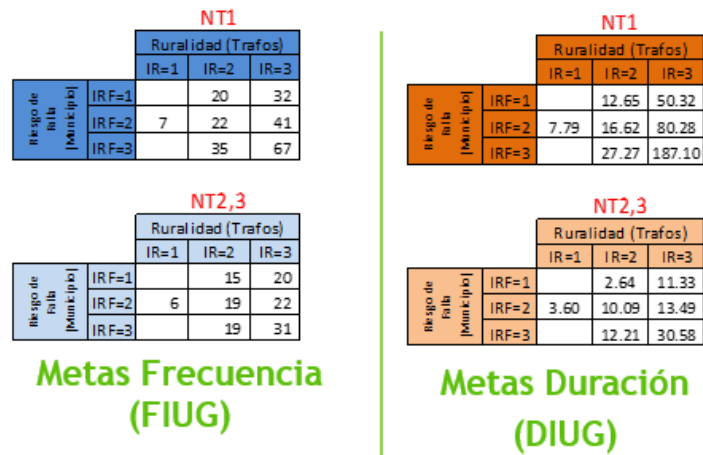 NT1
Ruralidad (Trafos)
IR=1 IR=2 IR=3
Riesgo de Falla |Municipio|
IRF=1 20 32
IRF=2 7 22 41
IRF=3 35 67
NT2,3
Ruralidad (Trafos)
IR=1 IR=2 IR=3
Riesgo de Falla |Municipio|
IRF=1 15 20
IRF=2 6 19 22
IRF=3 19 31
Metas Frecuencia
(FIUG)
NT1
Ruralidad (Trafos)
IR=1 IR=2 IR=3
Riesgo de Falla |Municipio|
IRF=1 12.65 50.32
IRF=2 7.79 16.62 80.28
IRF=3 27.27 187.10
NT2,3
Ruralidad (Trafos)
IR=1 IR=2 IR=3
Riesgo de Falla |Municipio|
IRF=1 2.64 11.33
IRF=2 3.60 10.09 13.49
IRF=3 12.21 30.58
Metas Duración
(DIUG)